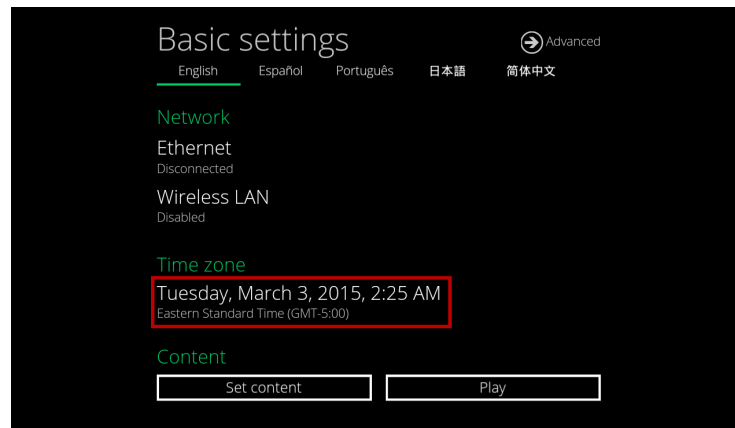 Basic settings
Advanced
English Español Português 日本語 简体中文
Network
Ethernet
Disconnected
Wireless LAN
Disabled
Time zone
Tuesday, March 3, 2015, 2:25 AM
Eastern Standard Time (GMT-5:00)
Content
Set content Play